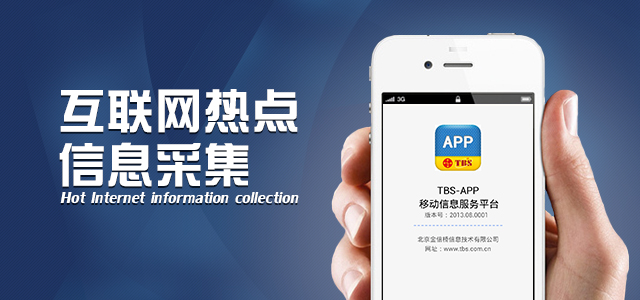 互联网热点
信息采集
Hot Internet information collection
3G
APP
TBS
TBS-APP
移动信息服务平台
版本号：2013.08.0001
北京金信桥信息技术有限公司
网址：www.tbs.com.cn